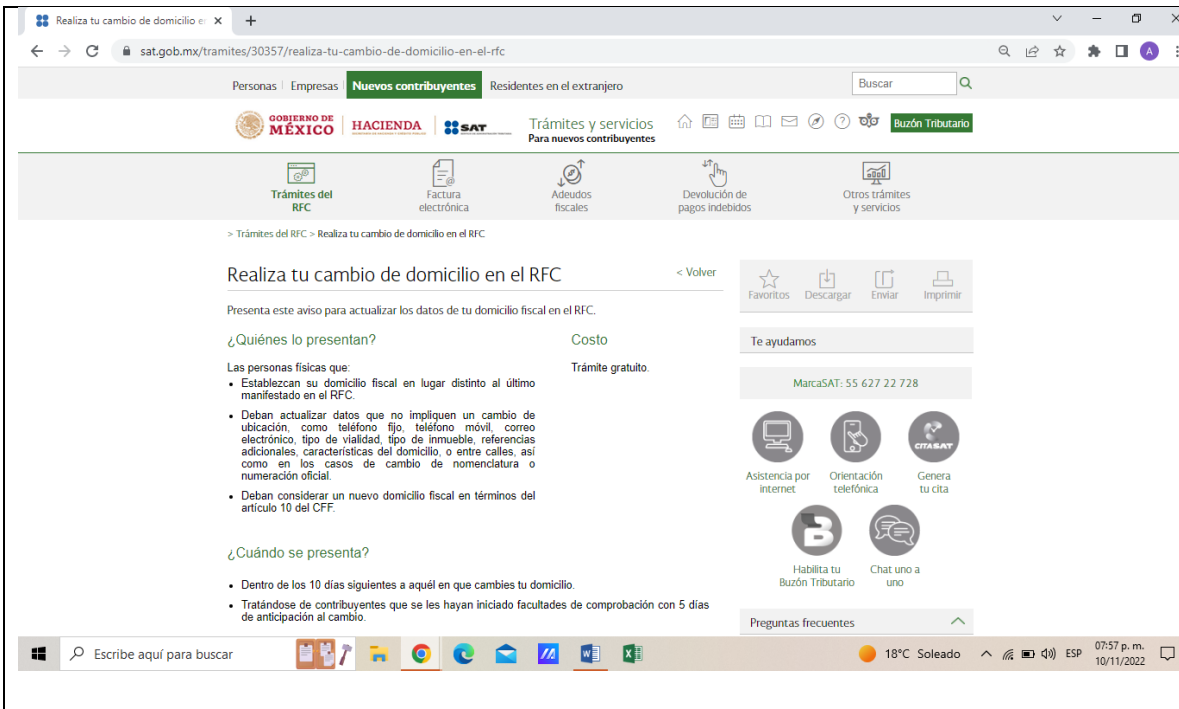 Realiza tu cambio de domicilio en
sat.gob.mx/tramites/30357/realiza-tu-cambio-de-domicilio-en-el-rfc
A
Personas | Empresas | Nuevos contribuyentes Residentes en el extranjero
Buscar
GOBIERNO DE
MÉXICO
HACIENDA
SAT
Trámites y servicios
Para nuevos contribuyentes
Buzón Tributario
Trámites del
RFC
Factura
electrónica
Adeudos
fiscales
Devolución de
pagos indebidos
Otros trámites
y servicios
> Trámites del RFC > Realiza tu cambio de domicilio en el RFC
Realiza tu cambio de domicilio en el RFC
< Volver
Presenta este aviso para actualizar los datos de tu domicilio fiscal en el RFC.
¿Quiénes lo presentan?
Las personas físicas que:
• Establezcan su domicilio fiscal en lugar distinto al último
manifestado en el RFC.
• Deban actualizar datos que no impliquen un cambio de
ubicación, como teléfono fijo, teléfono móvil, correo
electrónico, tipo de vialidad, tipo de inmueble, referencias
adicionales, características del domicilio, o entre calles, así
como en los casos de cambio de nomenclatura o
numeración oficial.
• Deban considerar un nuevo domicilio fiscal en términos del
artículo 10 del CFF.
Costo
Trámite gratuito.
¿Cuándo se presenta?
• Dentro de los 10 días siguientes a aquél en que cambies tu domicilio.
• Tratándose de contribuyentes que se les hayan iniciado facultades de comprobación con 5 días
de anticipación al cambio.
Favoritos
Descargar
Enviar
Imprimir
Te ayudamos
MarcaSAT: 55 627 22 728
CITASAT
Asistencia por
internet
Orientación
telefónica
Genera
tu cita
Habilita tu
Buzón Tributario
Chat uno a
uno
Preguntas frecuentes
Escribe aquí para buscar
18°C Soleado
ESP
07:57 p. m.
10/11/2022